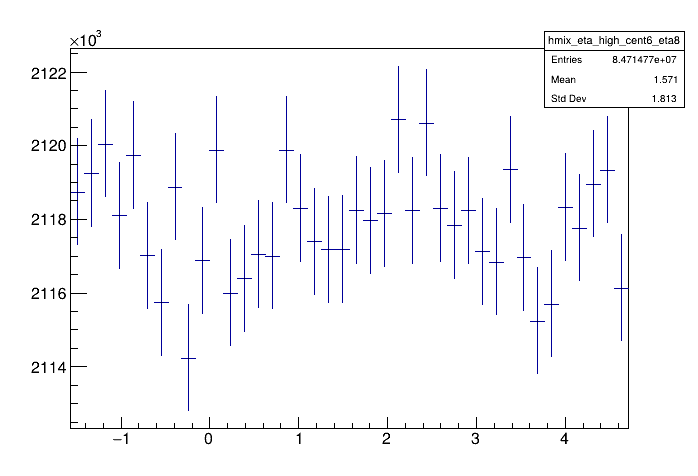 ×10³
hmix_eta_high_cent6_eta8
Entries 8.471477e+07
Mean 1.571
Std Dev 1.813
2122
2120
2118
2116
2114
−1 0 1 2 3 4